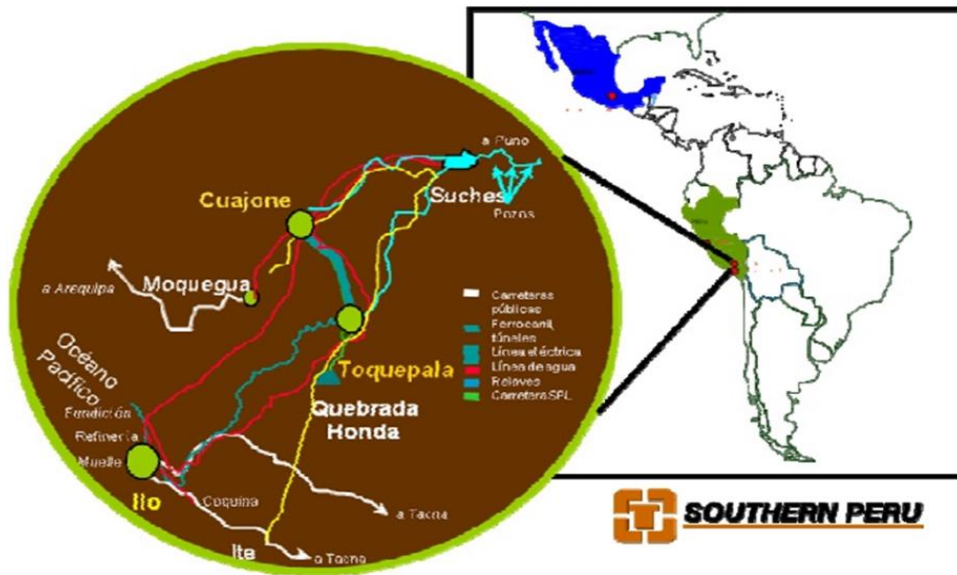 a Puno
Cuajone
Suches
Pozos
Moquegua
a Arequipa
Carreteras
públicas
Ferrocarril,
túneles
Línea eléctrica
Línea de agua
Relaves
Carretera SPL
Océano
Pacífico
Toquepala
Quebrada
Honda
Fundición
Refinería
Muelle
Ilo
Coquina
a Tacna
Ite
a Tacna
SOUTHERN PERU